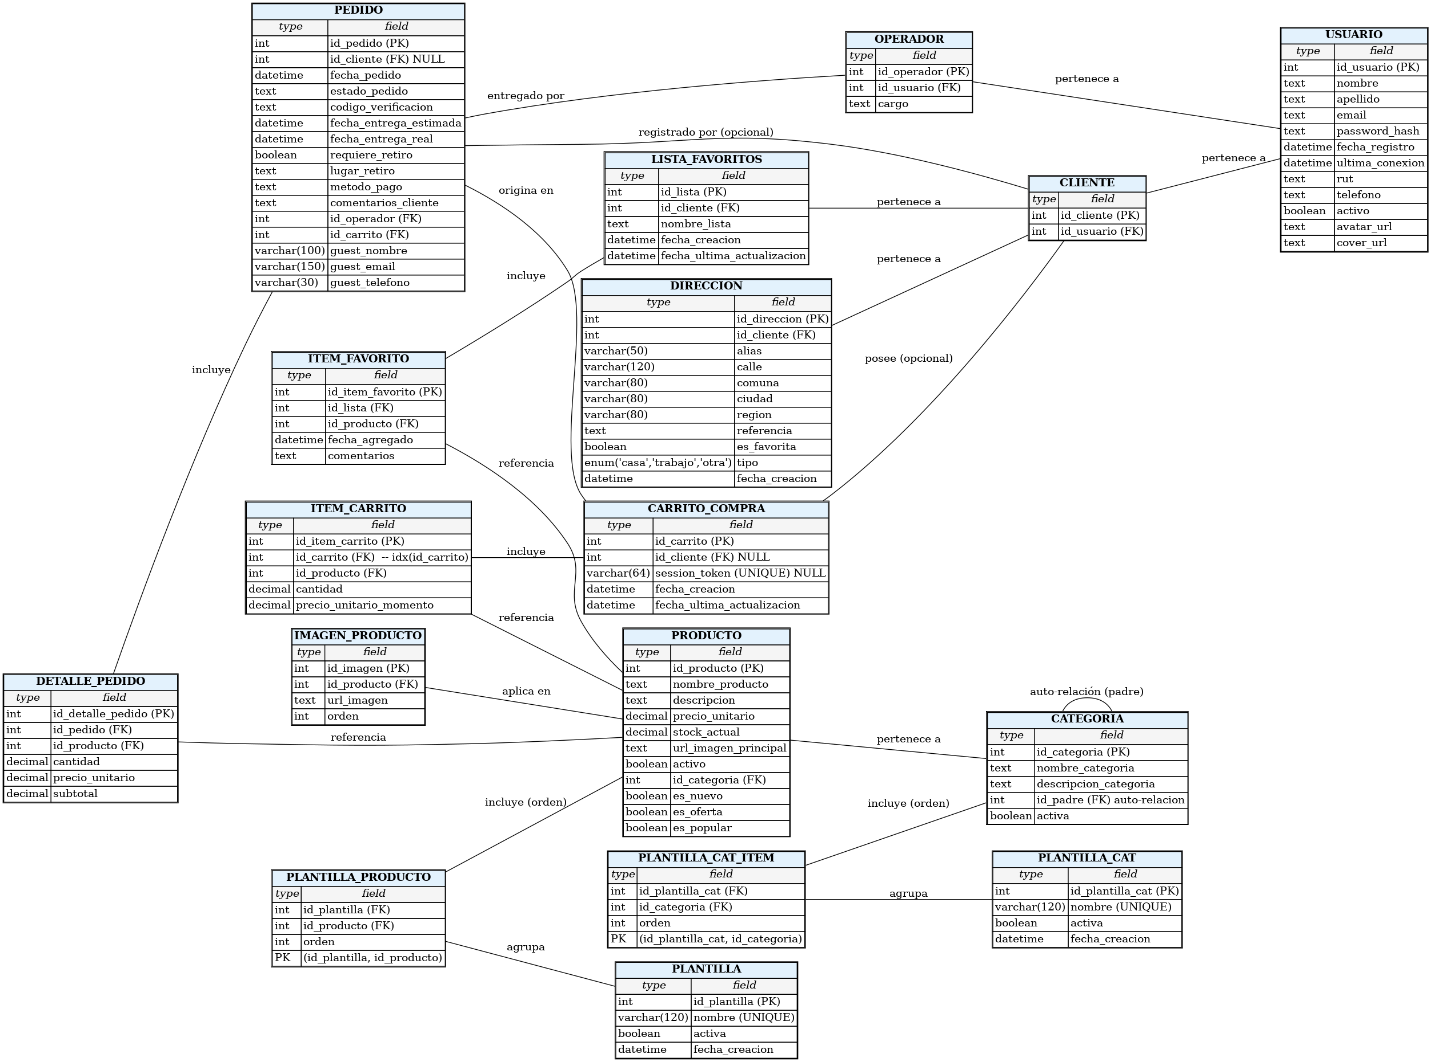 PEDIDO
type field
int id_pedido (PK)
int id_cliente (FK) NULL
datetime fecha_pedido
text estado_pedido
text codigo_verificacion
datetime fecha_entrega_estimada
datetime fecha_entrega_real
boolean requiere_retiro
text lugar_retiro
text metodo_pago
text comentarios_cliente
int id_operador (FK)
int id_carrito (FK)
varchar(100) guest_nombre
varchar(150) guest_email
varchar(30) guest_telefono
entregado por
OPERADOR
type field
int id_operador (PK)
int id_usuario (FK)
text cargo
pertenece a
USUARIO
type field
int id_usuario (PK)
text nombre
text apellido
text email
text password_hash
datetime fecha_registro
datetime ultima_conexion
text rut
text telefono
boolean activo
text avatar_url
text cover_url
registrado por (opcional)
pertenece a
origina en
LISTA_FAVORITOS
type field
int id_lista (PK)
int id_cliente (FK)
text nombre_lista
datetime fecha_creacion
datetime fecha_ultima_actualizacion
pertenece a
CLIENTE
type field
int id_cliente (PK)
int id_usuario (FK)
pertenece a
incluye
DIRECCION
type field
int id_direccion (PK)
int id_cliente (FK)
varchar(50) alias
varchar(120) calle
varchar(80) comuna
varchar(80) ciudad
varchar(80) region
text referencia
boolean es_favorita
enum('casa','trabajo','otra') tipo
datetime fecha_creacion
posee (opcional)
incluye
ITEM_FAVORITO
type field
int id_item_favorito (PK)
int id_lista (FK)
int id_producto (FK)
datetime fecha_agregado
text comentarios
referencia
ITEM_CARRITO
type field
int id_item_carrito (PK)
int id_carrito (FK) -- idx(id_carrito)
int id_producto (FK)
decimal cantidad
decimal precio_unitario_momento
incluye
CARRITO_COMPRA
type field
int id_carrito (PK)
int id_cliente (FK) NULL
varchar(64) session_token (UNIQUE) NULL
datetime fecha_creacion
datetime fecha_ultima_actualizacion
referencia
IMAGEN_PRODUCTO
type field
int id_imagen (PK)
int id_producto (FK)
text url_imagen
int orden
aplica en
PRODUCTO
type field
int id_producto (PK)
text nombre_producto
text descripcion
decimal precio_unitario
decimal stock_actual
text url_imagen_principal
boolean activo
int id_categoria (FK)
boolean es_nuevo
boolean es_oferta
boolean es_popular
DETALLE_PEDIDO
type field
int id_detalle_pedido (PK)
int id_pedido (FK)
int id_producto (FK)
decimal cantidad
decimal precio_unitario
decimal subtotal
referencia
pertenece a
auto-relación (padre)
CATEGORIA
type field
int id_categoria (PK)
text nombre_categoria
text descripcion_categoria
int id_padre (FK) auto-relacion
boolean activa
incluye (orden)
incluye (orden)
PLANTILLA_PRODUCTO
type field
int id_plantilla (FK)
int id_producto (FK)
int orden
PK (id_plantilla, id_producto)
PLANTILLA_CAT_ITEM
type field
int id_plantilla_cat (FK)
int id_categoria (FK)
int orden
PK (id_plantilla_cat, id_categoria)
agrupa
PLANTILLA_CAT
type field
int id_plantilla_cat (PK)
varchar(120) nombre (UNIQUE)
boolean activa
datetime fecha_creacion
agrupa
PLANTILLA
type field
int id_plantilla (PK)
varchar(120) nombre (UNIQUE)
boolean activa
datetime fecha_creacion